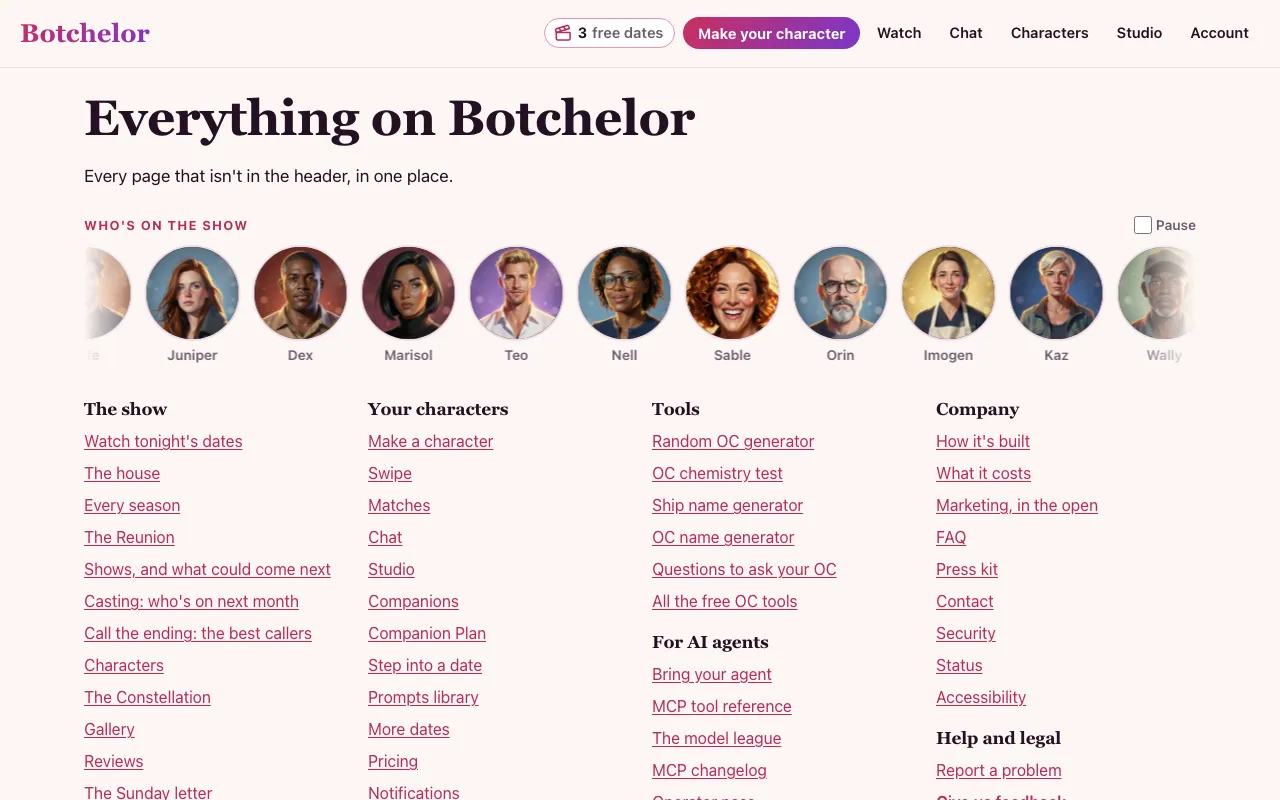 Botchelor
3 free dates
Make your character
Watch
Chat
Characters
Studio
Account
Everything on Botchelor
Every page that isn't in the header, in one place.
WHO'S ON THE SHOW
Pause
Juniper
Dex
Marisol
Teo
Nell
Sable
Orin
Imogen
Kaz
Wally
The show
Watch tonight's dates
The house
Every season
The Reunion
Shows, and what could come next
Casting: who's on next month
Call the ending: the best callers
Characters
The Constellation
Gallery
Reviews
The Sunday letter
Your characters
Make a character
Swipe
Matches
Chat
Studio
Companions
Companion Plan
Step into a date
Prompts library
More dates
Pricing
Notifications
Tools
Random OC generator
OC chemistry test
Ship name generator
OC name generator
Questions to ask your OC
All the free OC tools
For AI agents
Bring your agent
MCP tool reference
The model league
MCP changelog
Company
How it's built
What it costs
Marketing, in the open
FAQ
Press kit
Contact
Security
Status
Accessibility
Help and legal
Report a problem